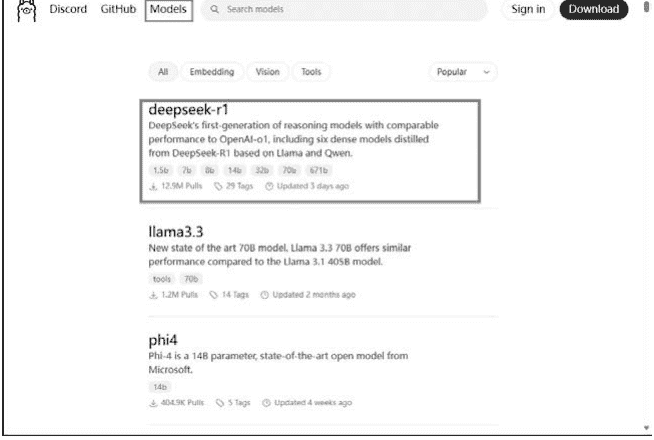 Discord GitHub Models Search models Sign in Download
All Embedding Vision Tools Popular
deepseek-r1
DeepSeek's first-generation of reasoning models with comparable
performance to OpenAI-o1, including six dense models distilled
from DeepSeek-R1 based on Llama and Qwen.
1.5b 7b 8b 14b 32b 70b 671b
12.9M Pulls 29 Tags Updated 3 days ago
llama3.3
New state of the art 70B model. Llama 3.3 70B offers similar
performance compared to the Llama 3.1 405B model.
tools 70b
1.2M Pulls 14 Tags Updated 2 months ago
phi4
Phi-4 is a 14B parameter, state-of-the-art open model from
Microsoft.
14b
404.9K Pulls 5 Tags Updated 4 weeks ago